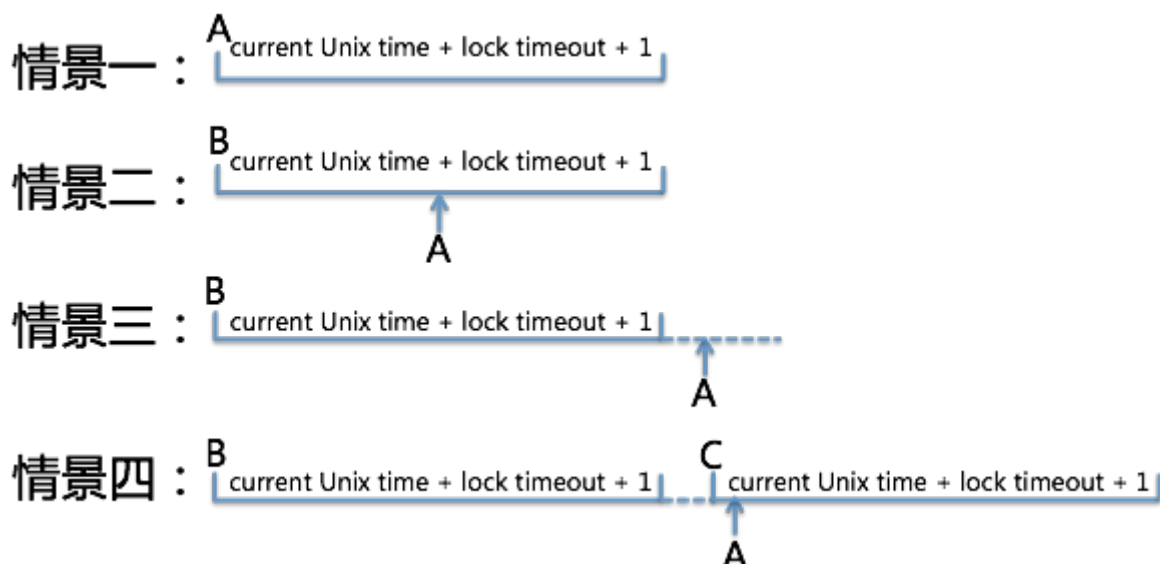 A
情景一： current Unix time + lock timeout + 1
B
情景二： current Unix time + lock timeout + 1
A
B
情景三： current Unix time + lock timeout + 1
A
B C
情景四： current Unix time + lock timeout + 1 current Unix time + lock timeout + 1
A